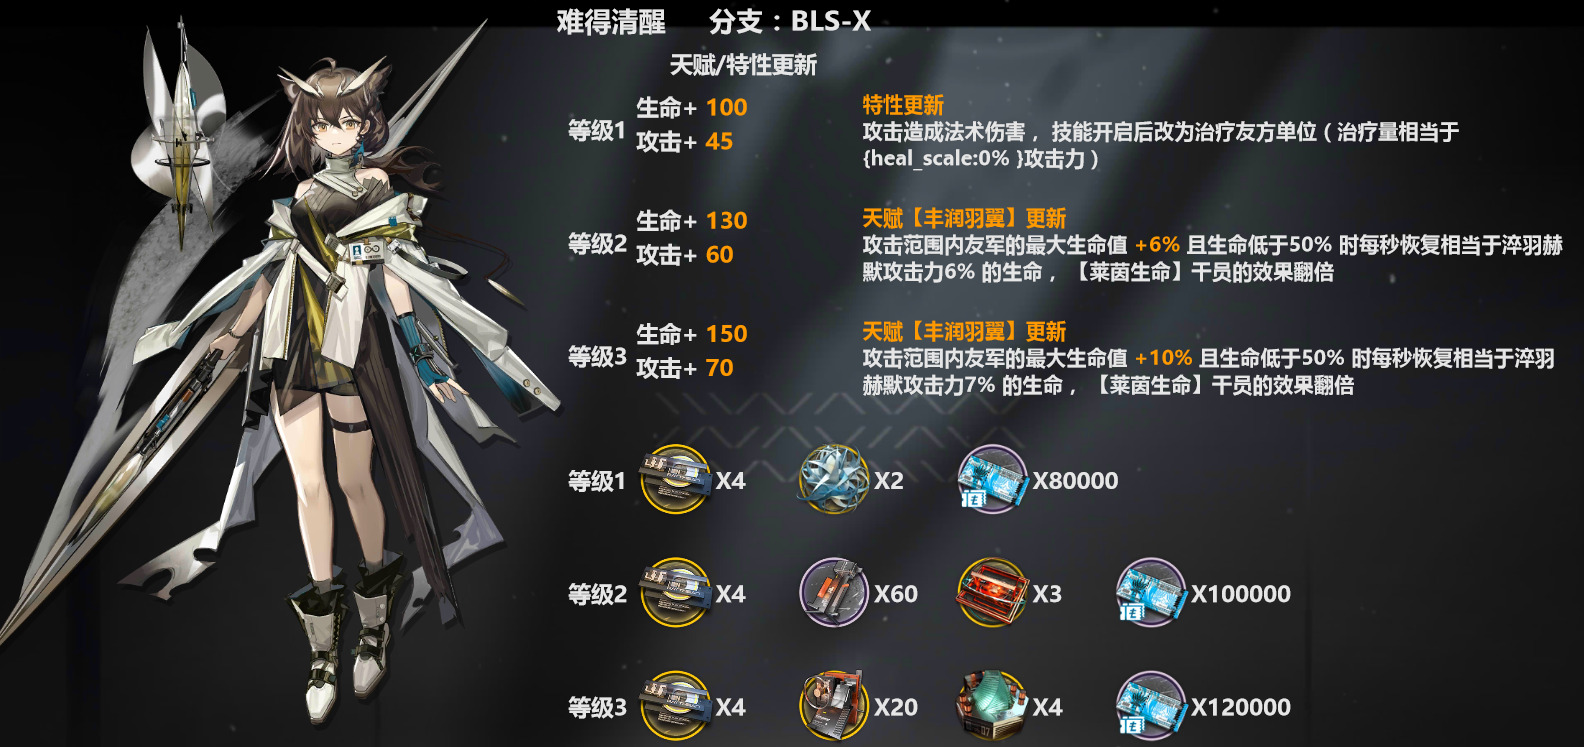 难得清醒 分支：BLS-X
天赋/特性更新
等级1
生命+ 100
攻击+ 45
特性更新
攻击造成法术伤害，技能开启后改为治疗友方单位（治疗量相当于
{heal_scale:0% }攻击力）
等级2
生命+ 130
攻击+ 60
天赋【丰润羽翼】更新
攻击范围内友军的最大生命值 +6% 且生命低于50% 时每秒恢复相当于淬羽赫
默攻击力6% 的生命，【莱茵生命】干员的效果翻倍
等级3
生命+ 150
攻击+ 70
天赋【丰润羽翼】更新
攻击范围内友军的最大生命值 +10% 且生命低于50% 时每秒恢复相当于淬羽
赫默攻击力7% 的生命，【莱茵生命】干员的效果翻倍
等级1 X4 X2 X80000
等级2 X4 X60 X3 X100000
等级3 X4 X20 X4 X120000